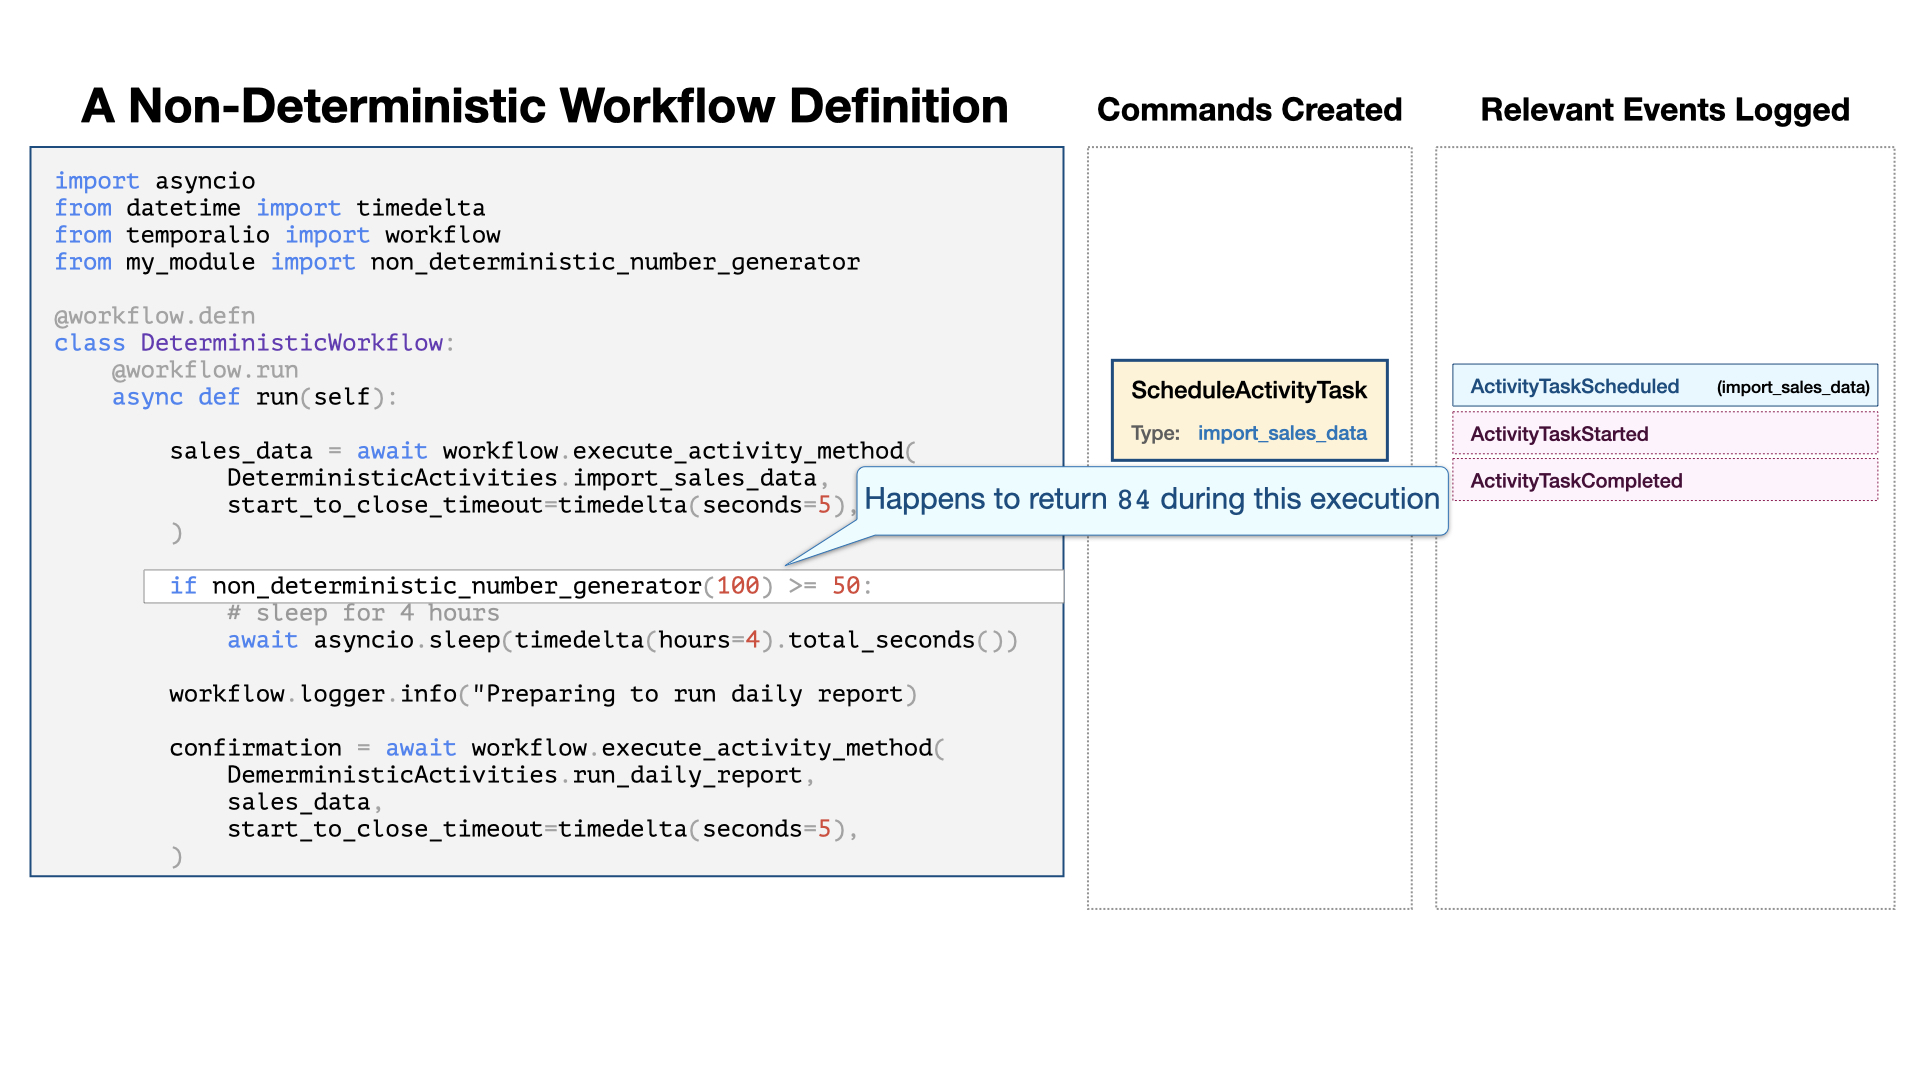 A Non-Deterministic Workflow Definition
Commands Created
Relevant Events Logged
import asyncio
from datetime import timedelta
from temporalio import workflow
from my_module import non_deterministic_number_generator
@workflow.defn
class DeterministicWorkflow:
@workflow.run
async def run(self):
sales_data = await workflow.execute_activity_method(
DeterministicActivities.import_sales_data,
start_to_close_timeout=timedelta(seconds=5),
)
if non_deterministic_number_generator(100) >= 50:
# sleep for 4 hours
await asyncio.sleep(timedelta(hours=4).total_seconds())
workflow.logger.info("Preparing to run daily report)
confirmation = await workflow.execute_activity_method(
DemerministicActivities.run_daily_report,
sales_data,
start_to_close_timeout=timedelta(seconds=5),
)
Happens to return 84 during this execution
ScheduleActivityTask
Type: import_sales_data
ActivityTaskScheduled (import_sales_data)
ActivityTaskStarted
ActivityTaskCompleted